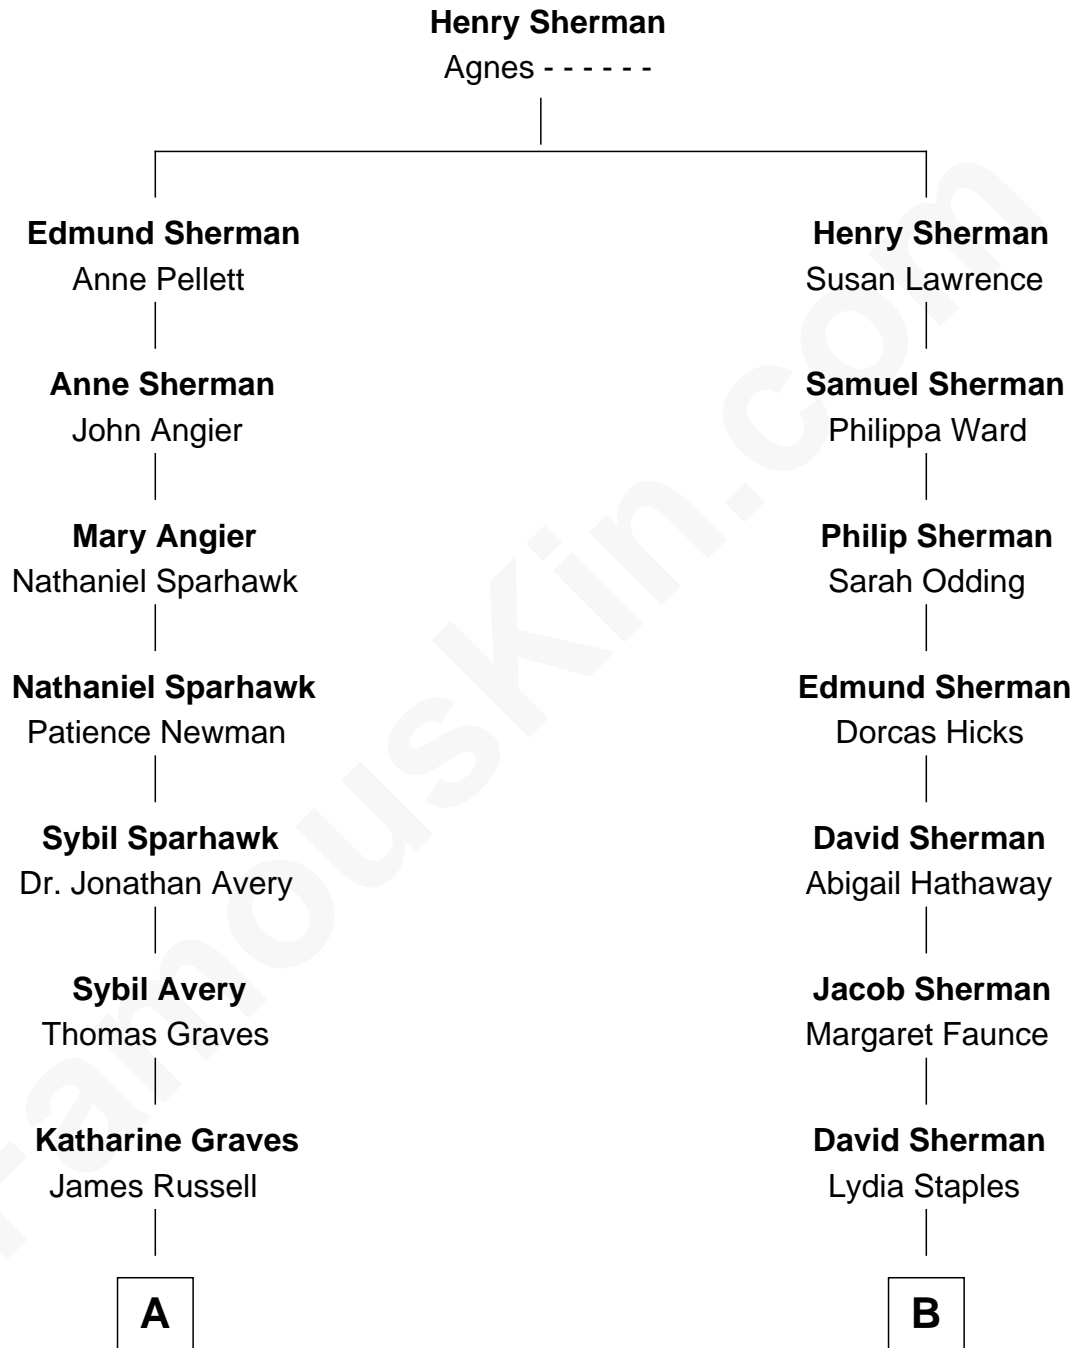 Henry Sherman
Agnes - - - - - -
Edmund Sherman
Anne Pellett
Henry Sherman
Susan Lawrence
Anne Sherman
John Angier
Samuel Sherman
Philippa Ward
Mary Angier
Nathaniel Sparhawk
Philip Sherman
Sarah Odding
Nathaniel Sparhawk
Patience Newman
Edmund Sherman
Dorcas Hicks
Sybil Sparhawk
Dr. Jonathan Avery
David Sherman
Abigail Hathaway
Sybil Avery
Thomas Graves
Jacob Sherman
Margaret Faunce
Katharine Graves
James Russell
David Sherman
Lydia Staples
A
B
FamousKin.com